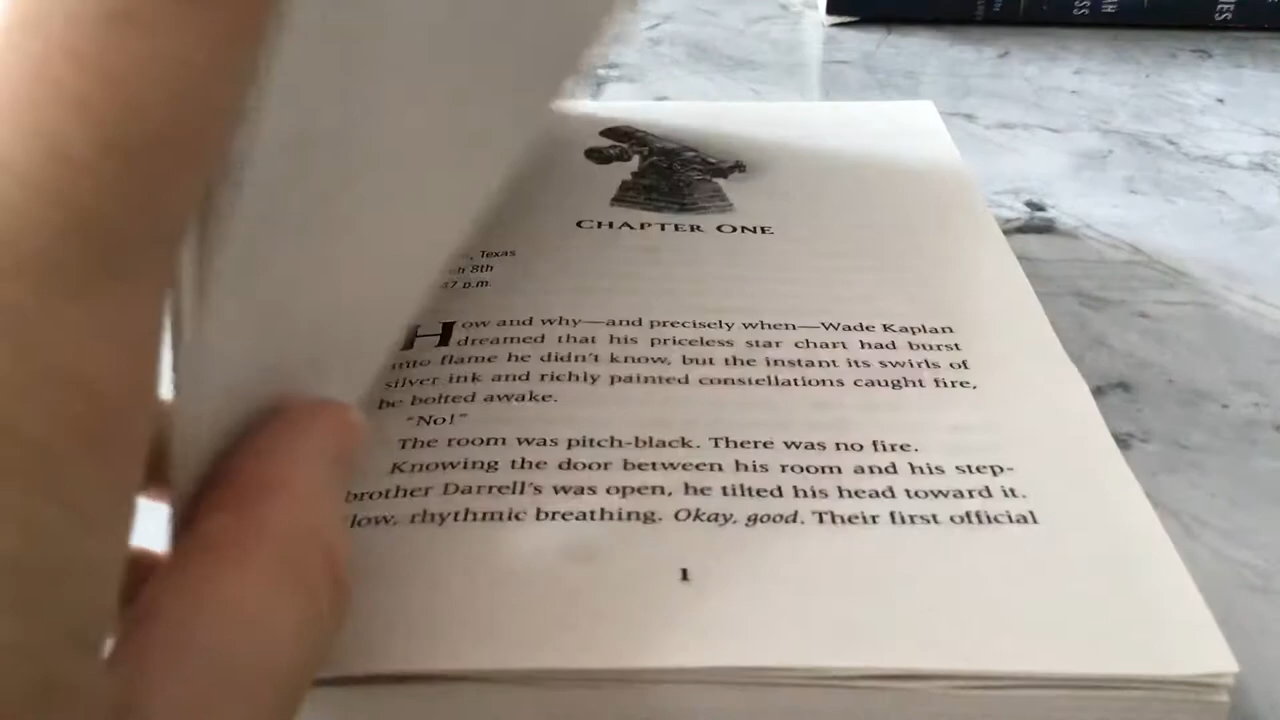 CHAPTER ONE
, Texas
8th
p.m.
How and why—and precisely when—Wade Kaplan
dreamed that his priceless star chart had burst
into flame he didn't know, but the instant its swirls of
silver ink and richly painted constellations caught fire,
he bolted awake.
"No!"
The room was pitch-black. There was no fire.
Knowing the door between his room and his step-
brother Darrell's was open, he tilted his head toward it.
low, rhythmic breathing. Okay, good. Their first official
1